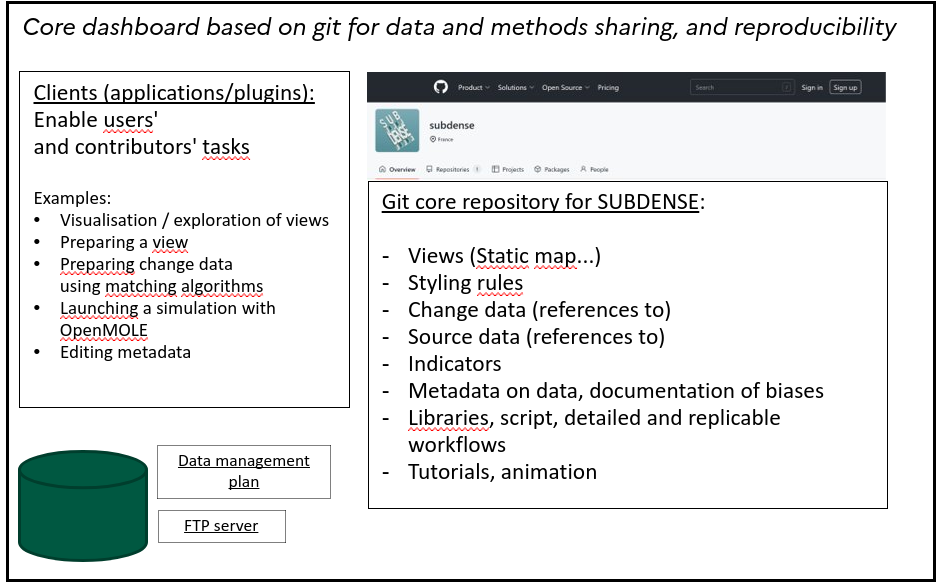 Core dashboard based on git for data and methods sharing, and reproducibility
Clients (applications/plugins):
Enable users'
and contributors' tasks
Examples:
• Visualisation / exploration of views
• Preparing a view
• Preparing change data
using matching algorithms
• Launching a simulation with
OpenMOLE
• Editing metadata
Product Solutions Open Source Pricing
Search /
Sign in Sign up
SUB
DENSE
subdense
France
Overview Repositories 1 Projects Packages People
Git core repository for SUBDENSE:
- Views (Static map...)
- Styling rules
- Change data (references to)
- Source data (references to)
- Indicators
- Metadata on data, documentation of biases
- Libraries, script, detailed and replicable
workflows
- Tutorials, animation
Data management
plan
FTP server